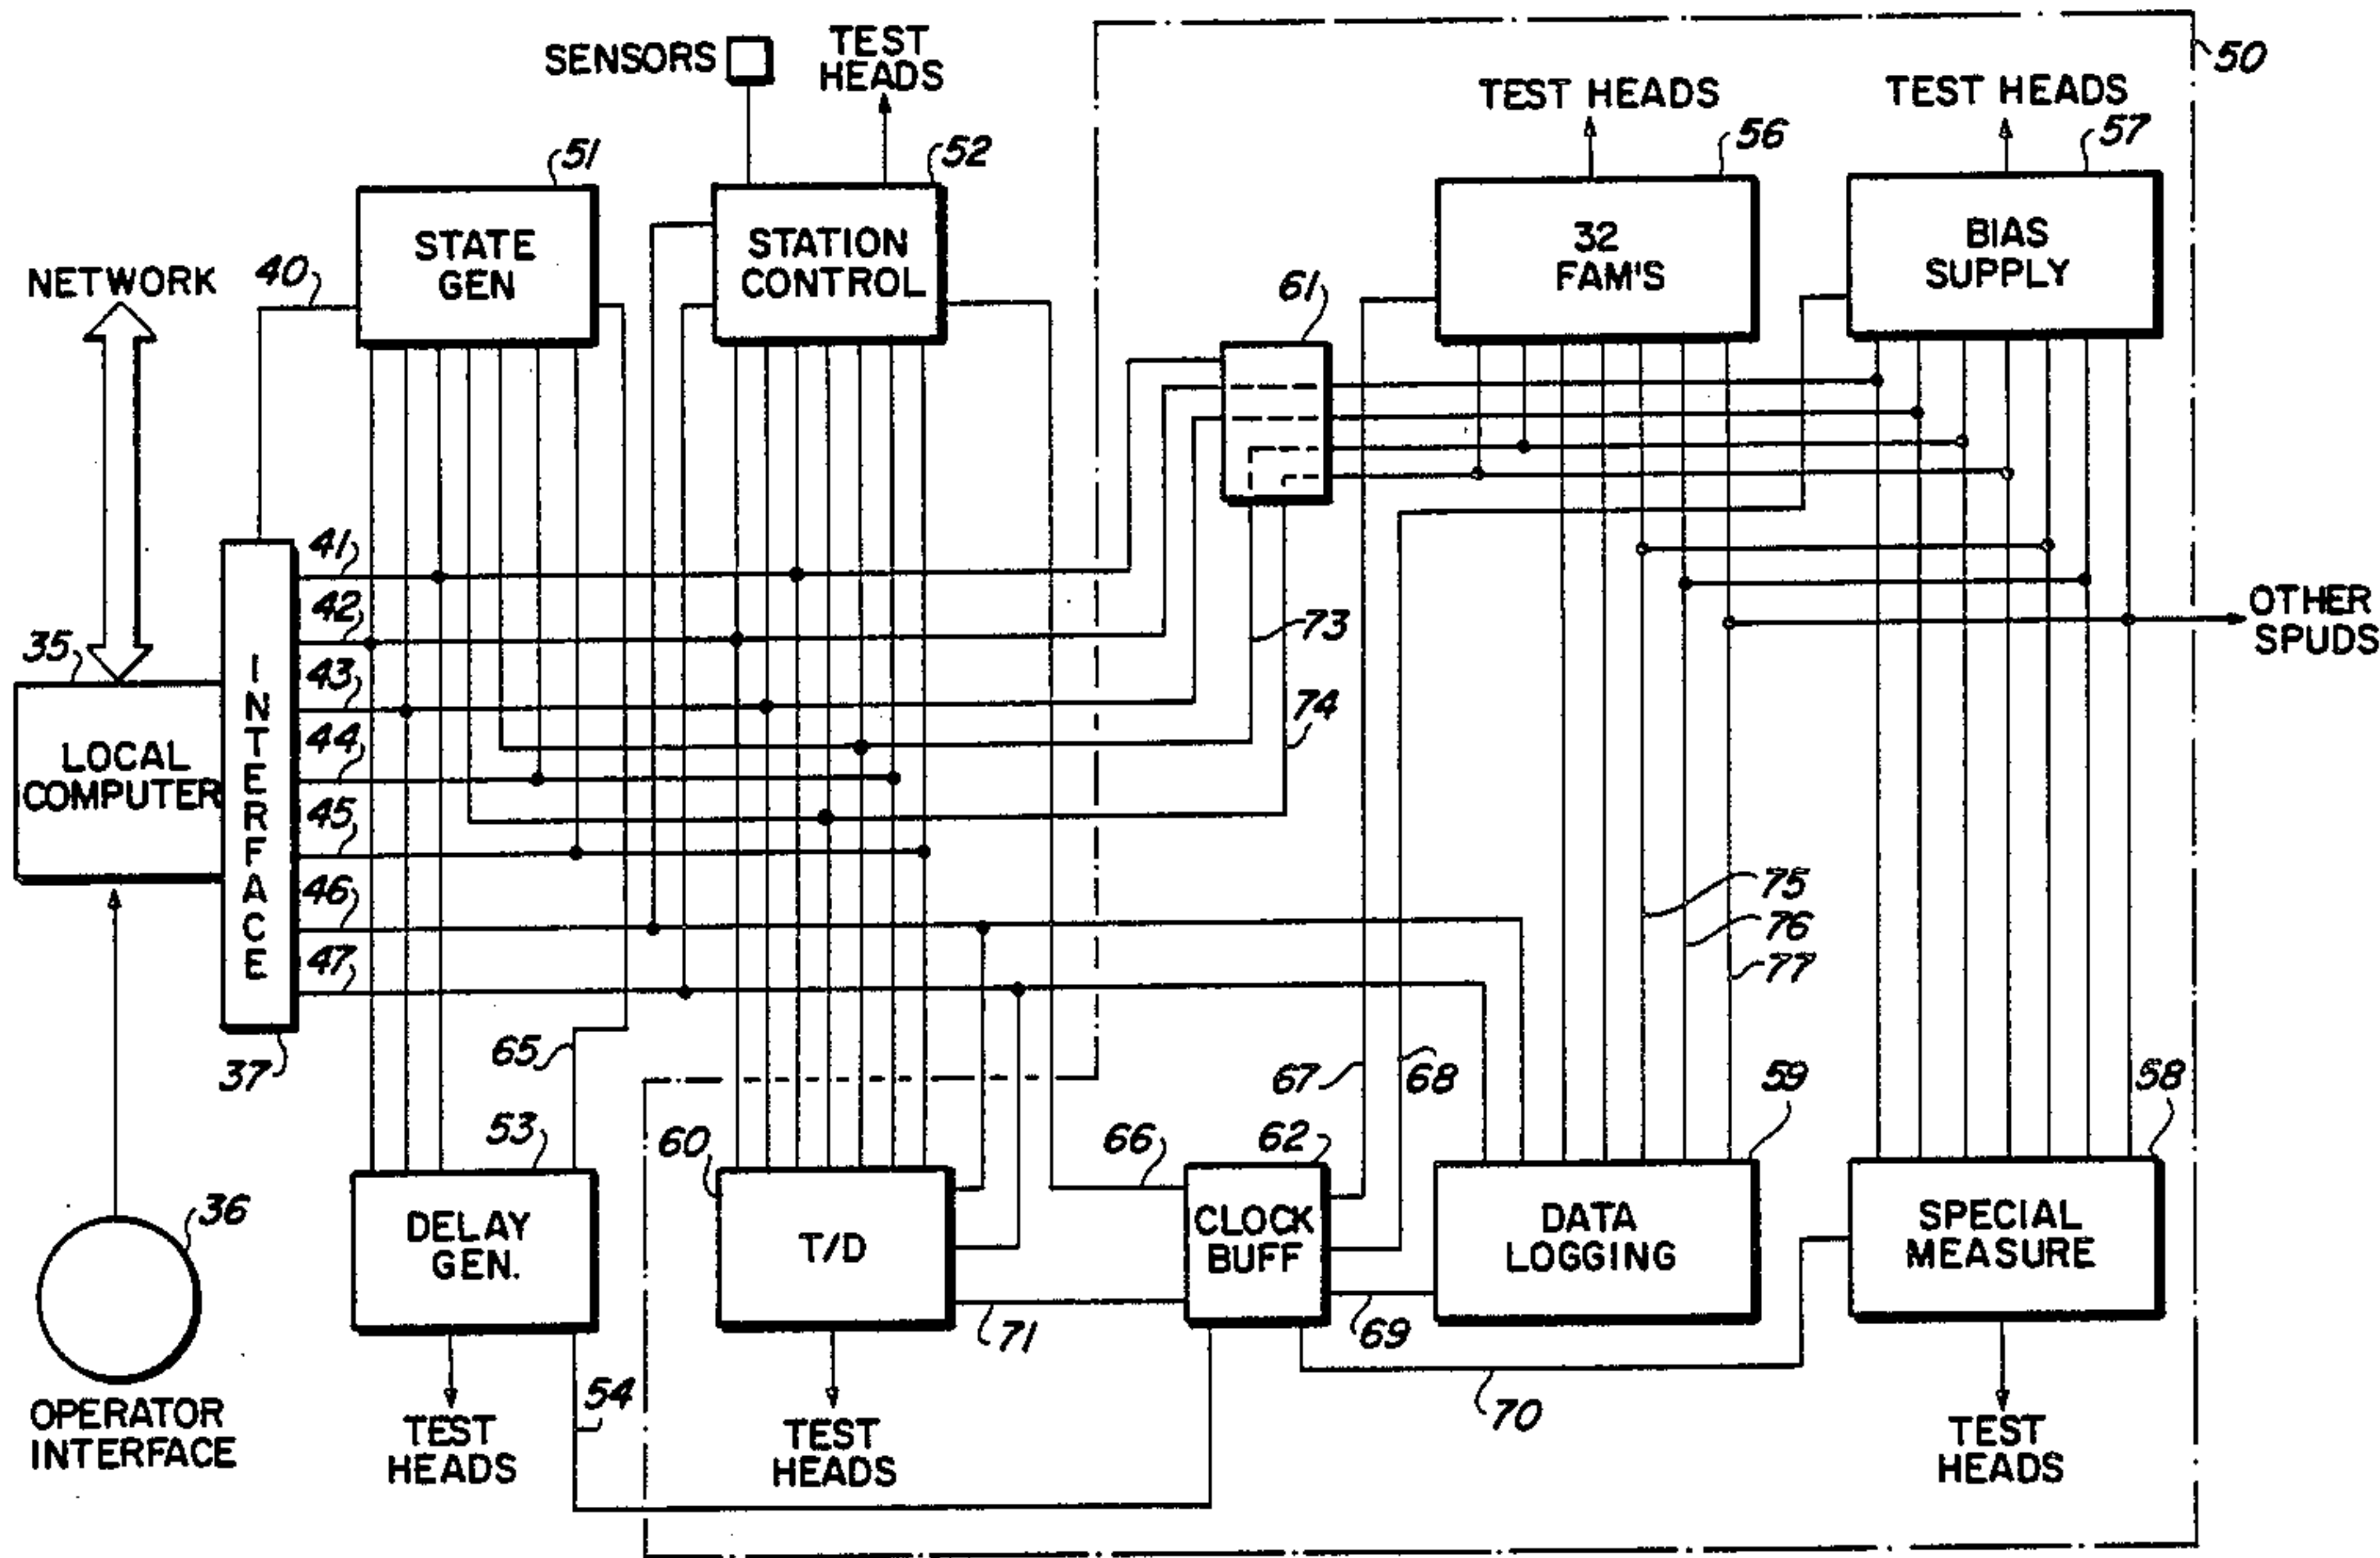 SENSORS
TEST
HEADS
50
TEST HEADS
TEST HEADS
51
52
56
57
STATE
GEN
STATION
CONTROL
32
FAM'S
BIAS
SUPPLY
NETWORK
40
61
41
42
43
44
45
46
47
35
LOCAL
COMPUTER
INTERFACE
37
73
74
OTHER
SPUDS
75
76
77
65
67
68
59
58
53
60
66
62
36
DELAY
GEN.
T/D
CLOCK
BUFF
DATA
LOGGING
SPECIAL
MEASURE
71
69
70
54
OPERATOR
INTERFACE
TEST
HEADS
TEST
HEADS
TEST
HEADS